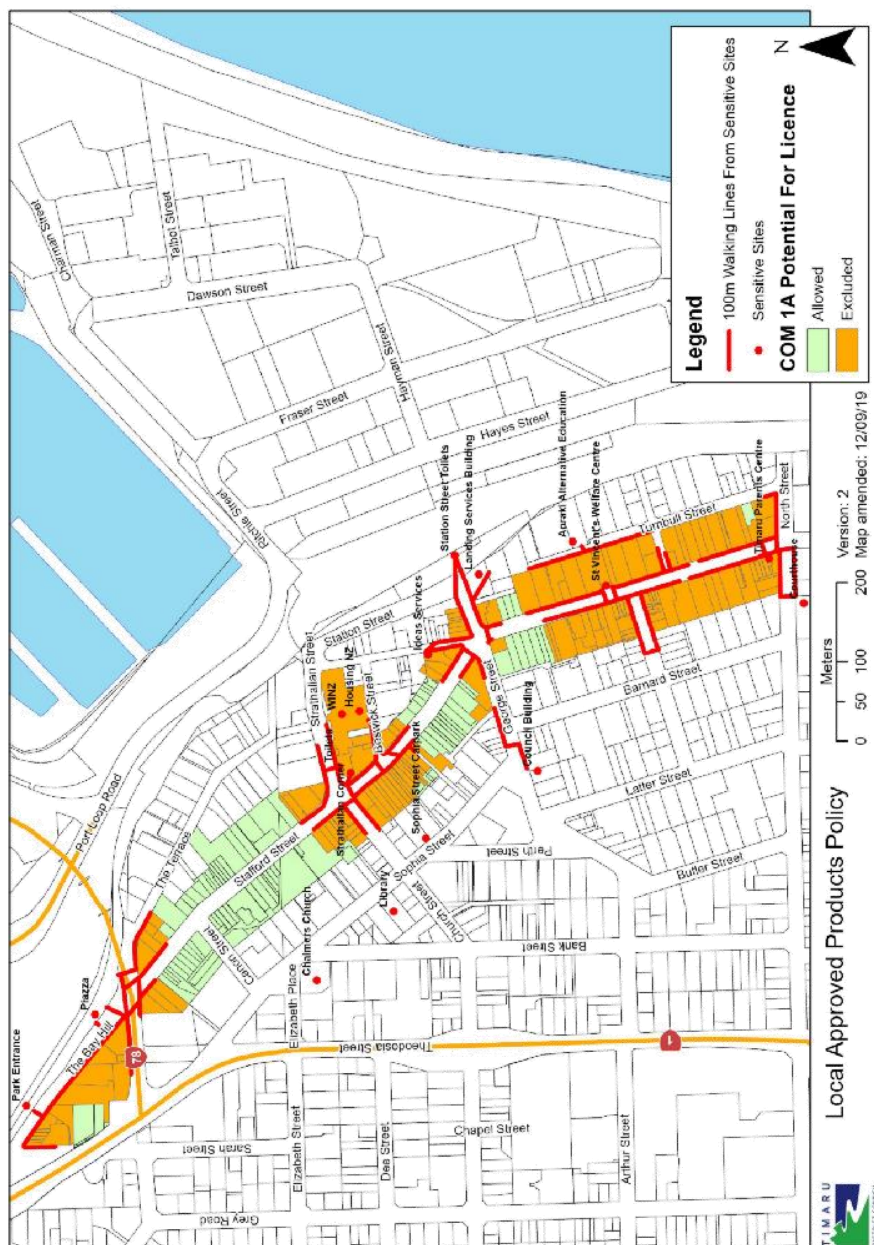 Park Entrance
Piazza
The Bay Hill
78
Port Loop Road
The Terrace
Stafford Street
Canon Street
Sarah Street
Grey Road
Elizabeth Street
Elizabeth Place
Dee Street
Chapel Street
Arthur Street
Theodosia Street
1
Bank Street
Chalmers Church
Library
Church Street
Sophia Street
Perth Street
Butler Street
Latter Street
Barnard Street
Strathallan Corner
Toilets
WINZ
Housing NZ
Strathallan Street
Beswick Street
Sophia Street Carpark
Station Street
Ideas Services
George Street
Council Building
Station Street Toilets
Landing Services Building
Aoraki Alternative Education
St Vincent's Welfare Centre
Turnbull Street
Timaru Parents Centre
North Street
Courthouse
Ritchie Street
Fraser Street
Hayes Street
Hayman Street
Dawson Street
Talbot Street
Charman Street
Legend
100m Walking Lines From Sensitive Sites
Sensitive Sites
COM 1A Potential For Licence
Allowed
Excluded
N
TIMARU
Local Approved Products Policy
Meters
0 50 100 200
Version: 2
Map amended: 12/09/19